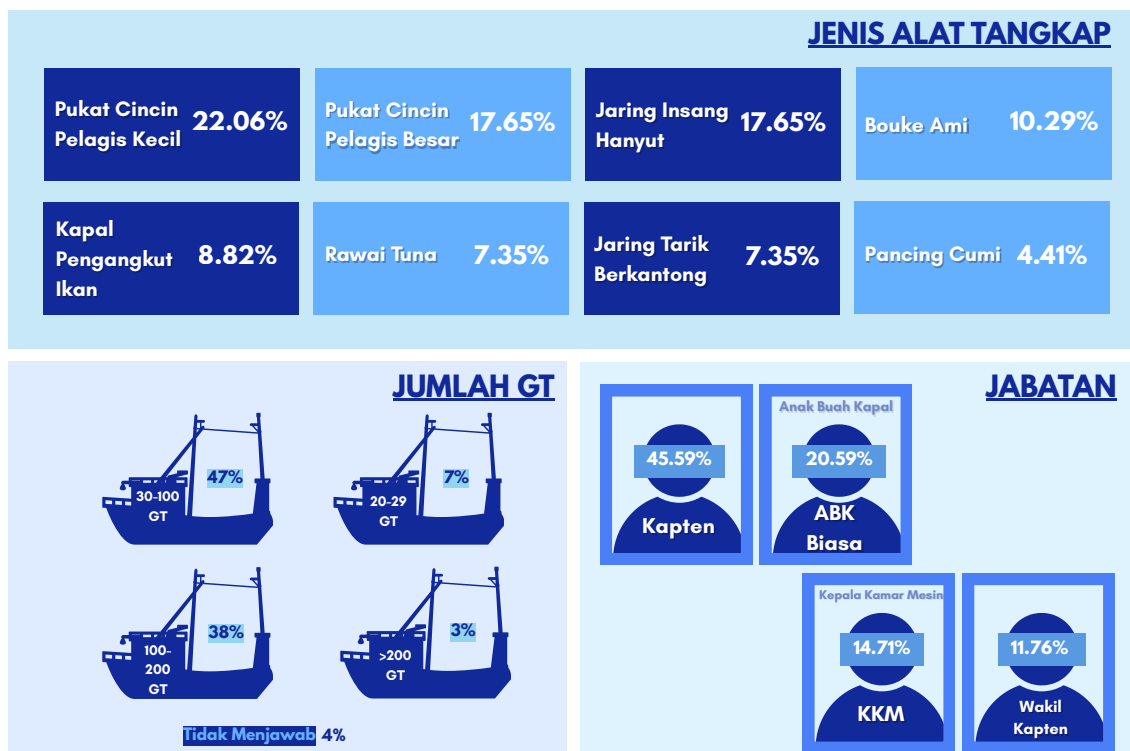 JENIS ALAT TANGKAP
Pukat Cincin
Pelagis Kecil
22.06%
Pukat Cincin
Pelagis Besar
17.65%
Jaring Insang
Hanyut
17.65%
Bouke Ami
10.29%
Kapal
Pengangkut
Ikan
8.82%
Rawai Tuna
7.35%
Jaring Tarik
Berkantong
7.35%
Pancing Cumi
4.41%
JUMLAH GT
30-100
GT
47%
20-29
GT
7%
100-
200
GT
38%
>200
GT
3%
Tidak Menjawab 4%
JABATAN
45.59%
Kapten
Anak Buah Kapal
20.59%
ABK
Biasa
Kepala Kamar Mesin
14.71%
KKM
11.76%
Wakil
Kapten